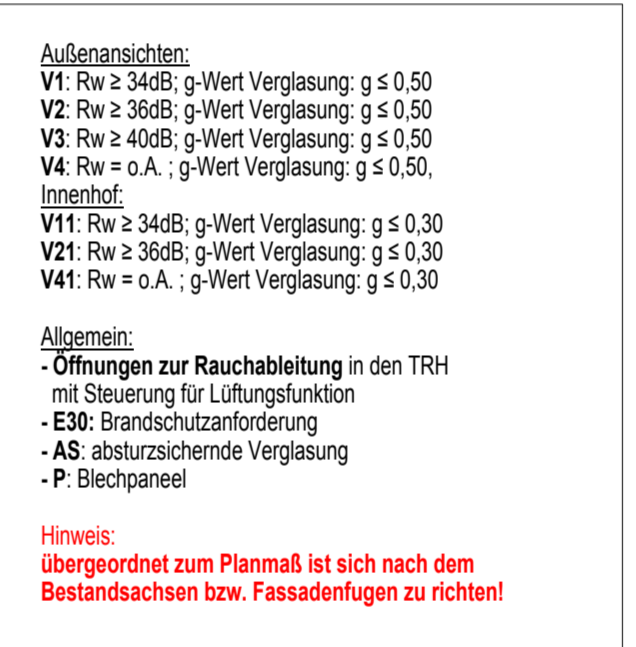 Außenansichten:
V1: Rw ≥ 34dB; g-Wert Verglasung: g ≤ 0,50
V2: Rw ≥ 36dB; g-Wert Verglasung: g ≤ 0,50
V3: Rw ≥ 40dB; g-Wert Verglasung: g ≤ 0,50
V4: Rw = o.A. ; g-Wert Verglasung: g ≤ 0,50,
Innenhof:
V11: Rw ≥ 34dB; g-Wert Verglasung: g ≤ 0,30
V21: Rw ≥ 36dB; g-Wert Verglasung: g ≤ 0,30
V41: Rw = o.A. ; g-Wert Verglasung: g ≤ 0,30
Allgemein:
- Öffnungen zur Rauchableitung in den TRH
mit Steuerung für Lüftungsfunktion
- E30: Brandschutzanforderung
- AS: absturzsichernde Verglasung
- P: Blechpaneel
Hinweis:
übergeordnet zum Planmaß ist sich nach dem
Bestandsachsen bzw. Fassadenfugen zu richten!